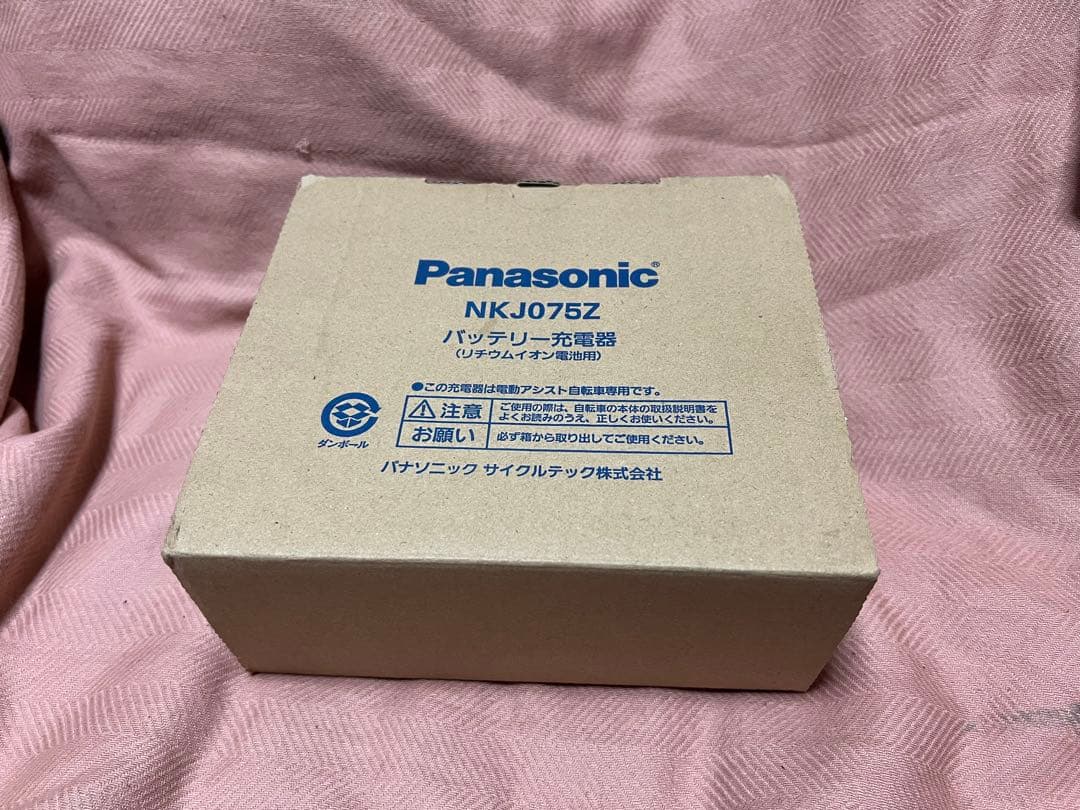 Panasonic®
NKJ075Z
バッテリー充電器
(リチウムイオン電池用)
●この充電器は電動アシスト自転車専用です。
⚠注意 ご使用の際は、自転車の本体の取扱説明書を
よくお読みのうえ、正しくお使いください。
お願い 必ず箱から取り出してご使用ください。
ダンボール
パナソニック サイクルテック株式会社